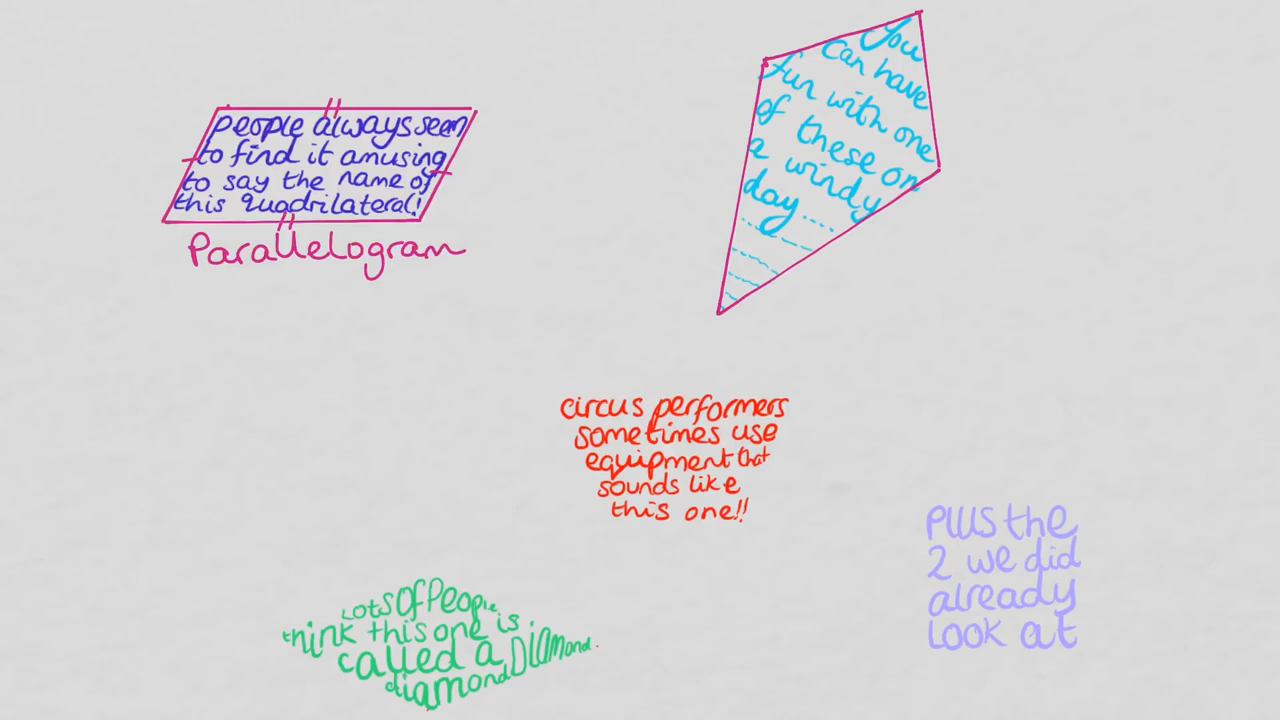 people always seem
to find it amusing
to say the name of
this quadrilateral!
Parallelogram
You
can have
fun with one
of these on
a windy
day....
circus performers
sometimes use
equipment that
sounds like
this one!!
Lots of People
think this one is
called a Diamond.
diamond
PLUS the
2 we did
already
look at